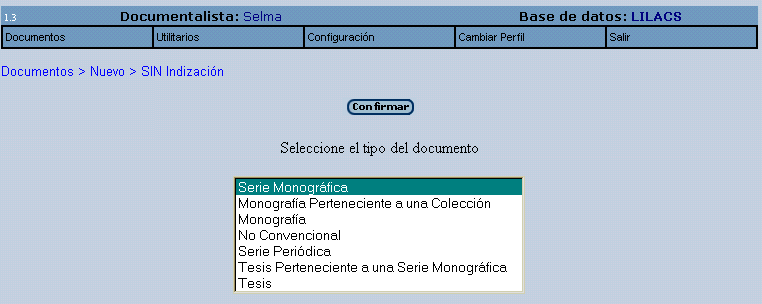 1.3 Documentalista: Selma Base de datos: LILACS
Documentos Utilitarios Configuración Cambiar Perfil Salir
Documentos > Nuevo > SIN Indización
Confirmar
Seleccione el tipo del documento
Serie Monográfica
Monografía Perteneciente a una Colección
Monografía
No Convencional
Serie Periódica
Tesis Perteneciente a una Serie Monográfica
Tesis